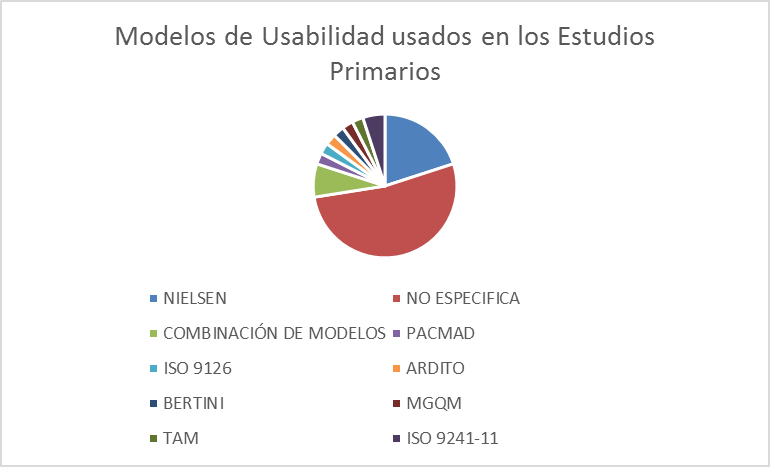 Modelos de Usabilidad usados en los Estudios
Primarios
NIELSEN
NO ESPECIFICA
COMBINACIÓN DE MODELOS
PACMAD
ISO 9126
ARDITO
BERTINI
MGQM
TAM
ISO 9241-11